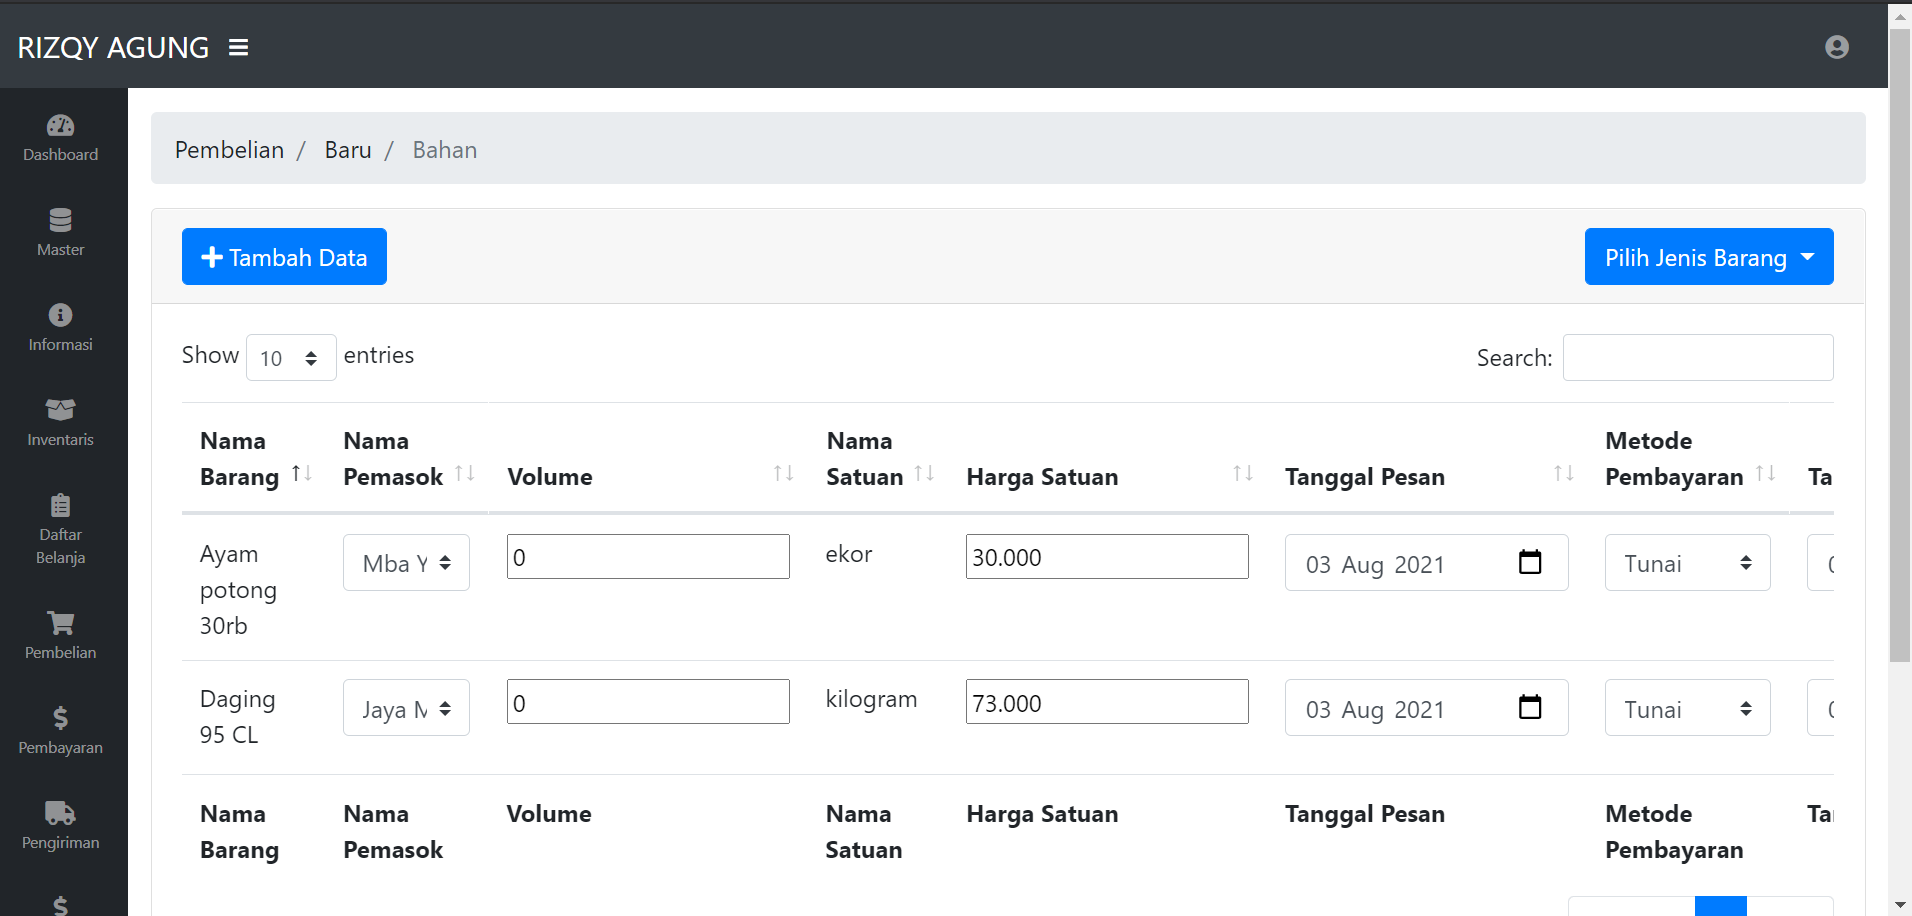 RIZQY AGUNG
Dashboard
Master
Informasi
Inventaris
Daftar
Belanja
Pembelian
Pembayaran
Pengiriman
Pembelian / Baru / Bahan
Tambah Data
Pilih Jenis Barang
Show 10 entries
Search:
Nama Barang
Nama Pemasok
Volume
Nama Satuan
Harga Satuan
Tanggal Pesan
Metode Pembayaran
Ayam potong 30rb
Mba Y
0
ekor
30.000
03 Aug 2021
Tunai
Daging 95 CL
Jaya
0
kilogram
73.000
03 Aug 2021
Tunai
Nama Barang
Nama Pemasok
Volume
Nama Satuan
Harga Satuan
Tanggal Pesan
Metode Pembayaran